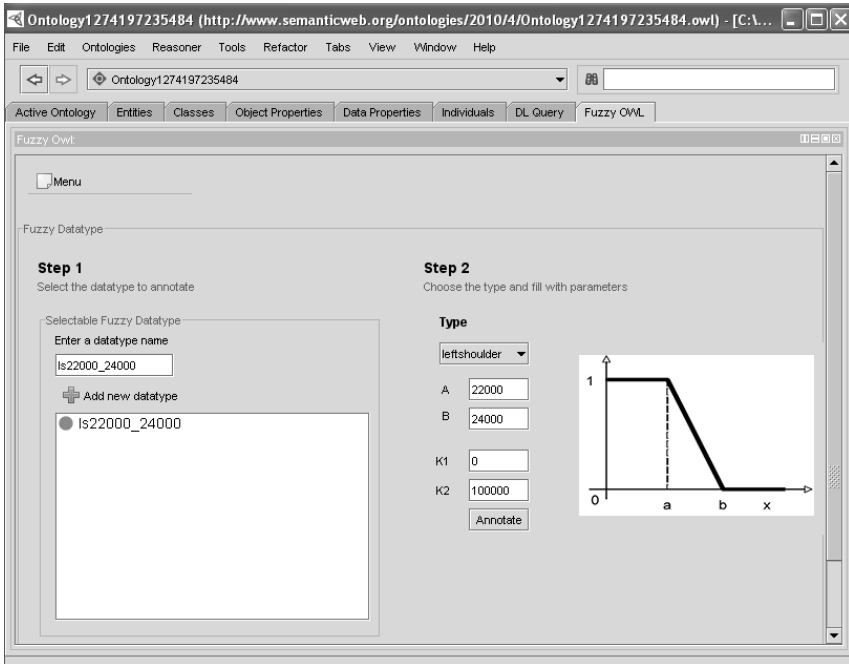 Ontology1274197235484 (http://www.semanticweb.org/ontologies/2010/4/Ontology1274197235484.owl) - [C:\...
File Edit Ontologies Reasoner Tools Refactor Tabs View Window Help
Ontology1274197235484
Active Ontology Entities Classes Object Properties Data Properties Individuals DL Query Fuzzy OWL
Fuzzy Owl:
Menu
Fuzzy Datatype
Step 1
Select the datatype to annotate
Selectable Fuzzy Datatype
Enter a datatype name
ls22000_24000
Add new datatype
ls22000_24000
Step 2
Choose the type and fill with parameters
Type
leftshoulder
A 22000
B 24000
K1 0
K2 100000
Annotate
1
0 a b x